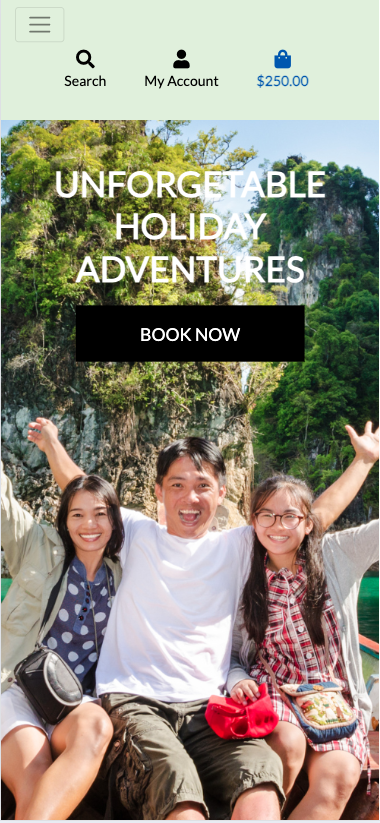 Search
My Account
$250.00
UNFORGETABLE
HOLIDAY
ADVENTURES
BOOK NOW